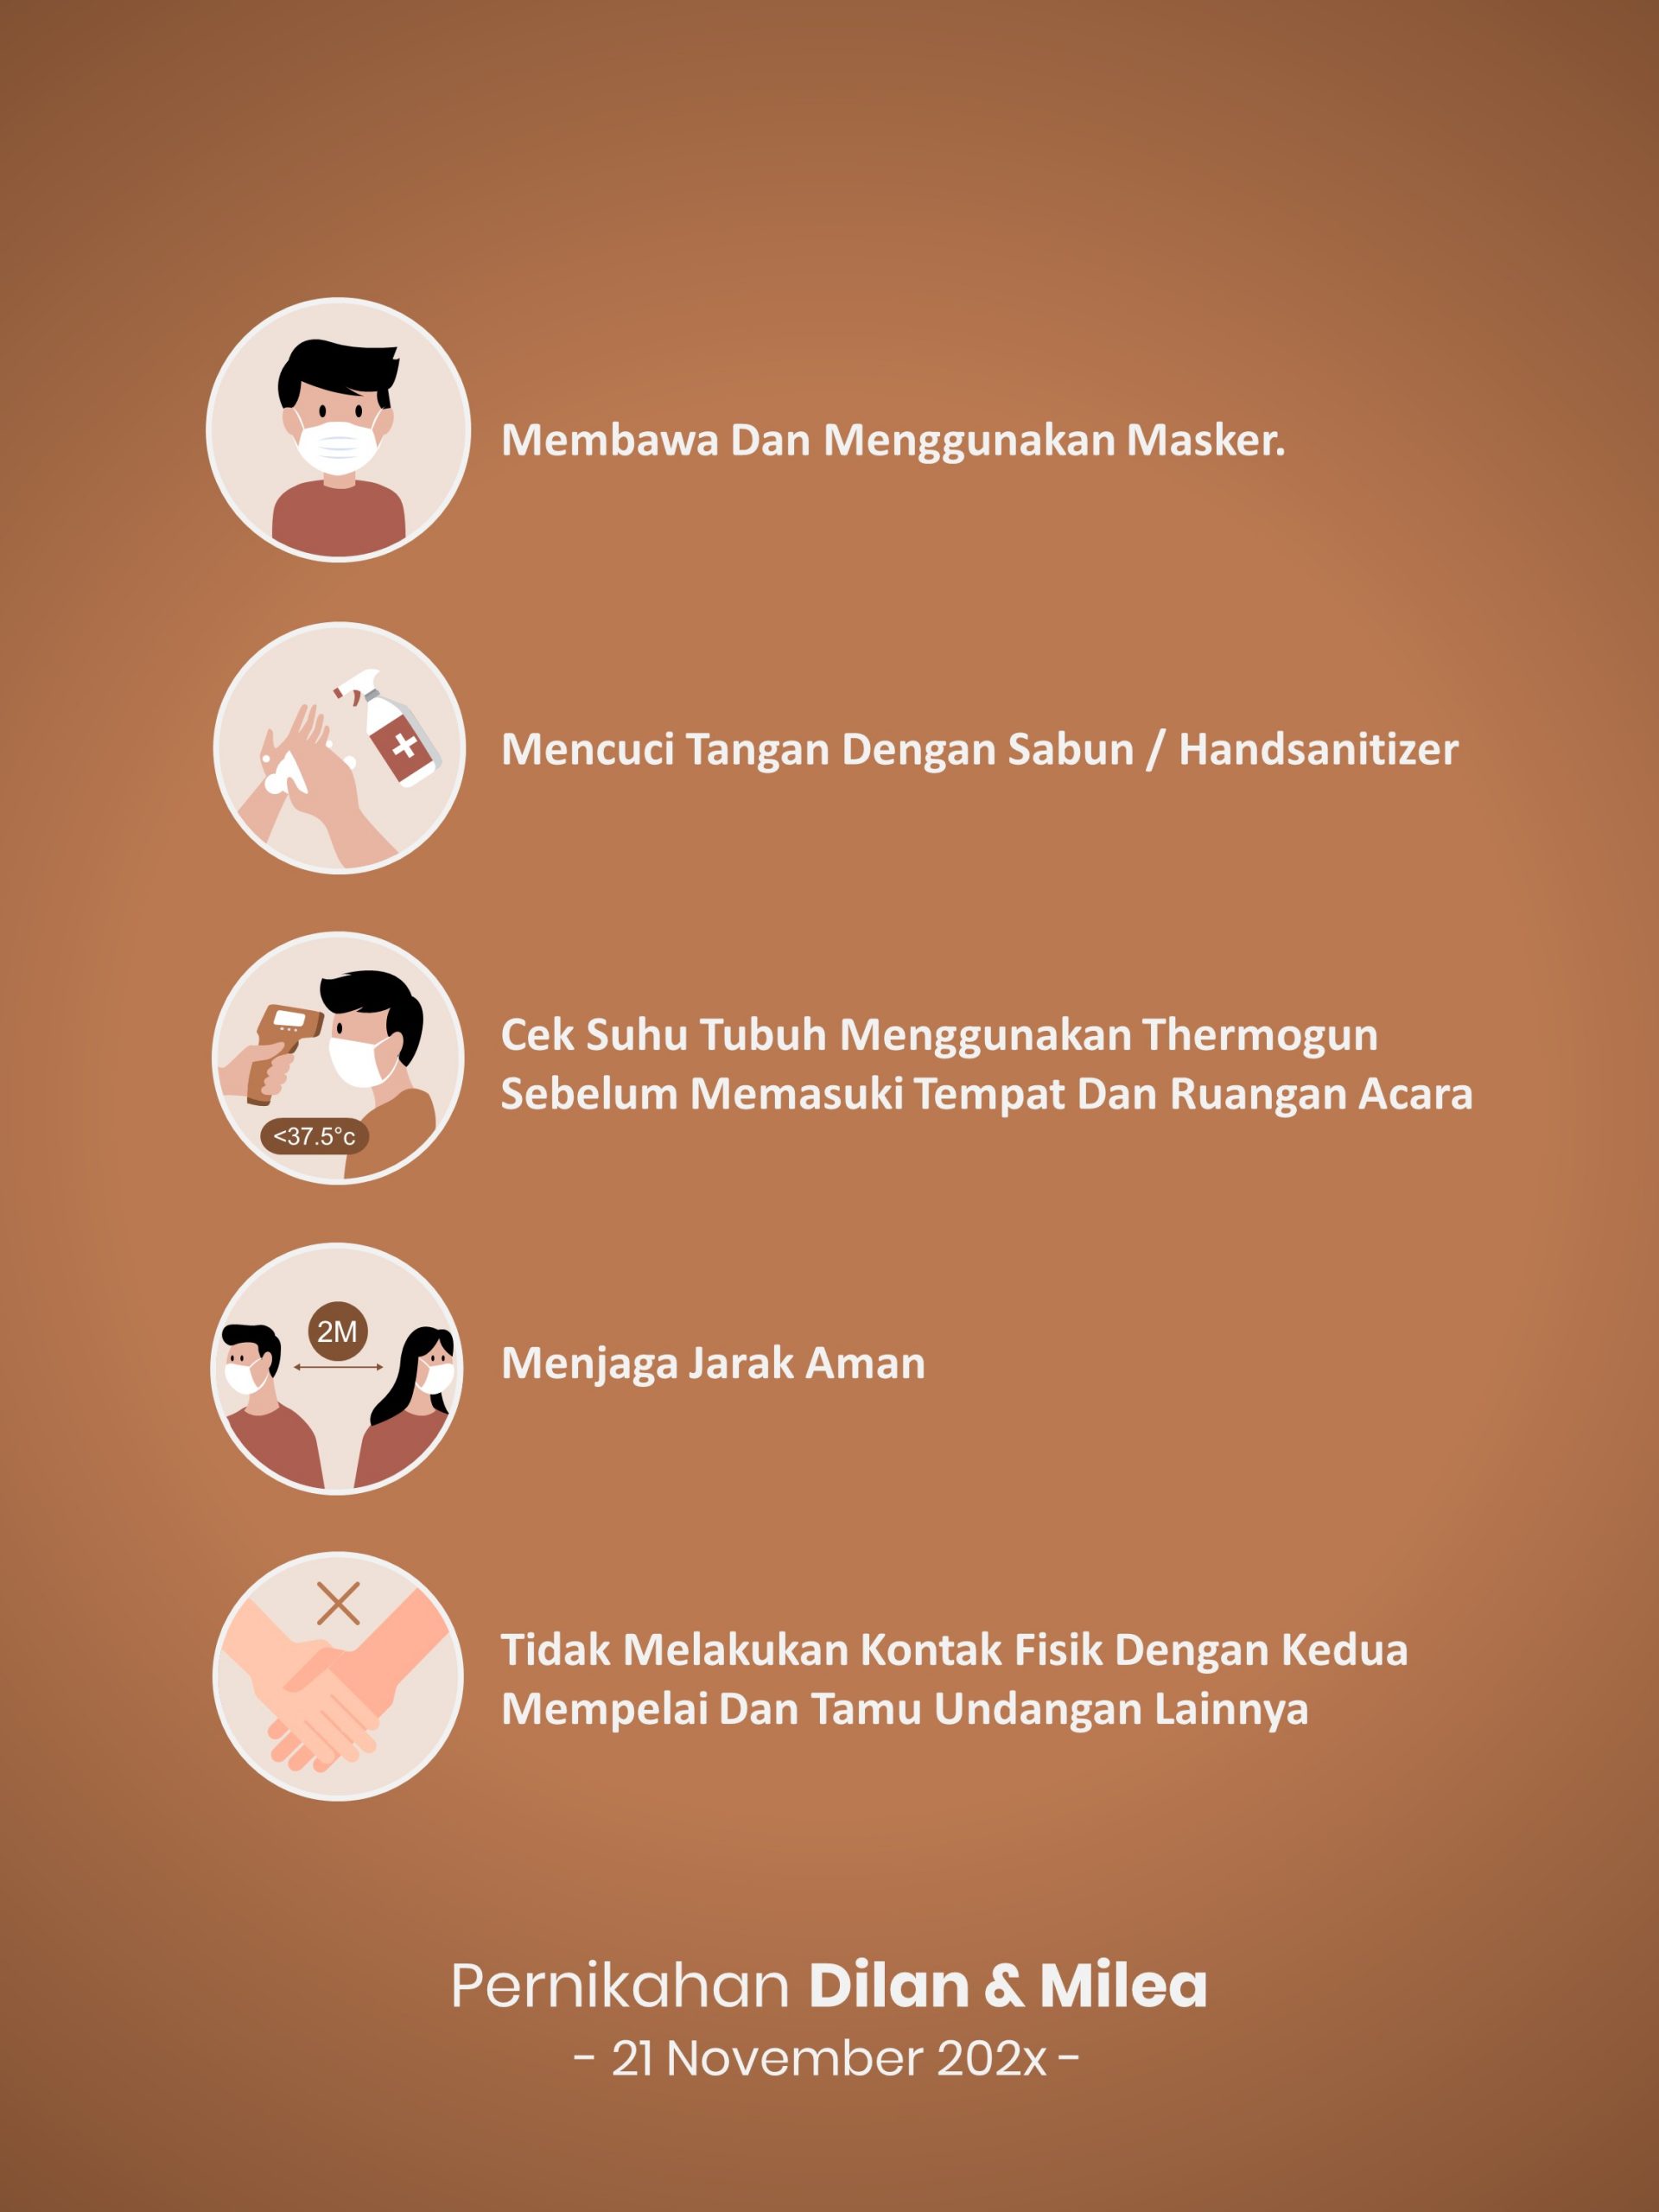 Membawa Dan Menggunakan Masker.
Mencuci Tangan Dengan Sabun / Handsanitizer
Cek Suhu Tubuh Menggunakan Thermogun
Sebelum Memasuki Tempat Dan Ruangan Acara
<37.5°c
2M
Menjaga Jarak Aman
Tidak Melakukan Kontak Fisik Dengan Kedua
Mempelai Dan Tamu Undangan Lainnya
Pernikahan Dilan & Milea
- 21 November 202x -